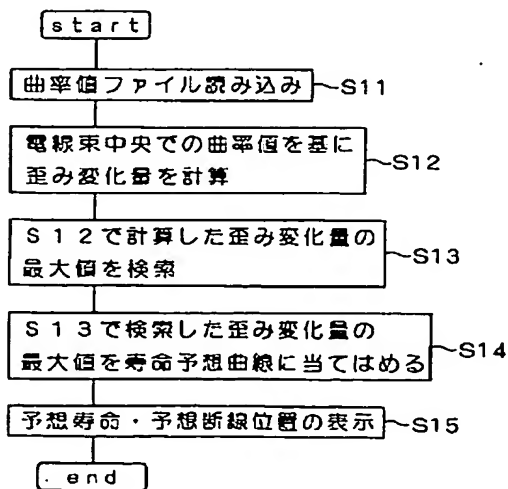 start
曲率値ファイル読み込み S11
電線束中央での曲率値を基に
歪み変化量を計算 S12
S12で計算した歪み変化量の
最大値を検索 S13
S13で検索した歪み変化量の
最大値を寿命予想曲線に当てはめる S14
予想寿命・予想断線位置の表示 S15
end